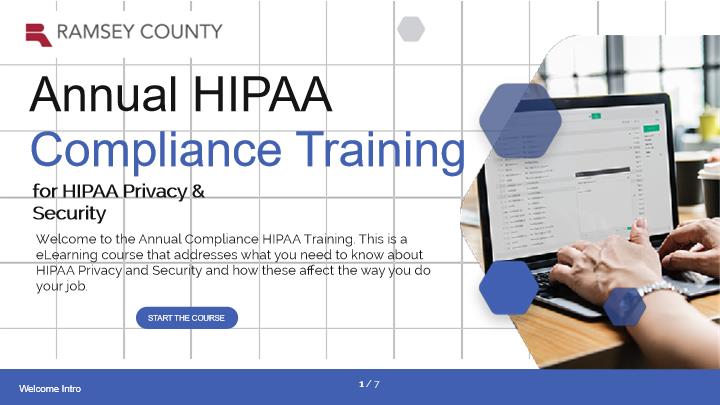 RAMSEY COUNTY
Annual HIPAA
Compliance Training
for HIPAA Privacy &
Security
Welcome to the Annual Compliance HIPAA Training. This is a
eLearning course that addresses what you need to know about
HIPAA Privacy and Security and how these affect the way you do
your job.
START THE COURSE
Welcome Intro
1 / 7